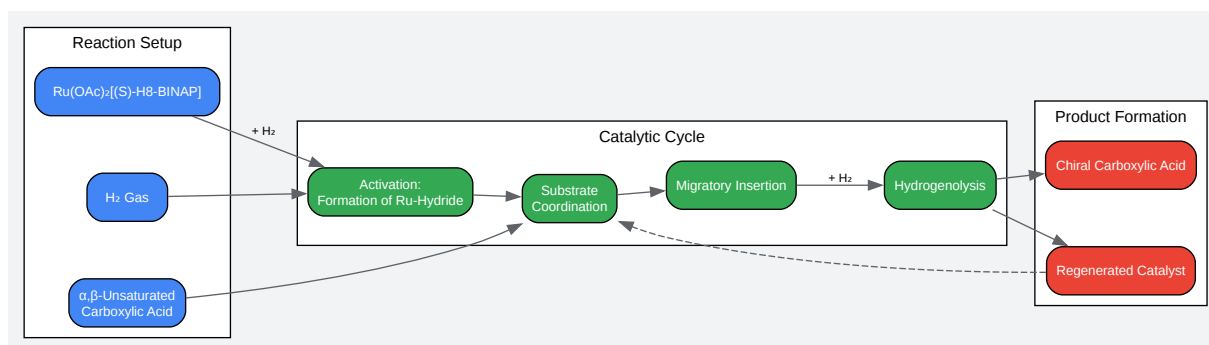 Reaction Setup
Ru(OAc)₂[(S)-H8-BINAP]
H₂ Gas
α,β-Unsaturated
Carboxylic Acid
+ H₂
Catalytic Cycle
Activation:
Formation of Ru-Hydride
Substrate
Coordination
Migratory Insertion
+ H₂
Hydrogenolysis
Product Formation
Chiral Carboxylic Acid
Regenerated Catalyst